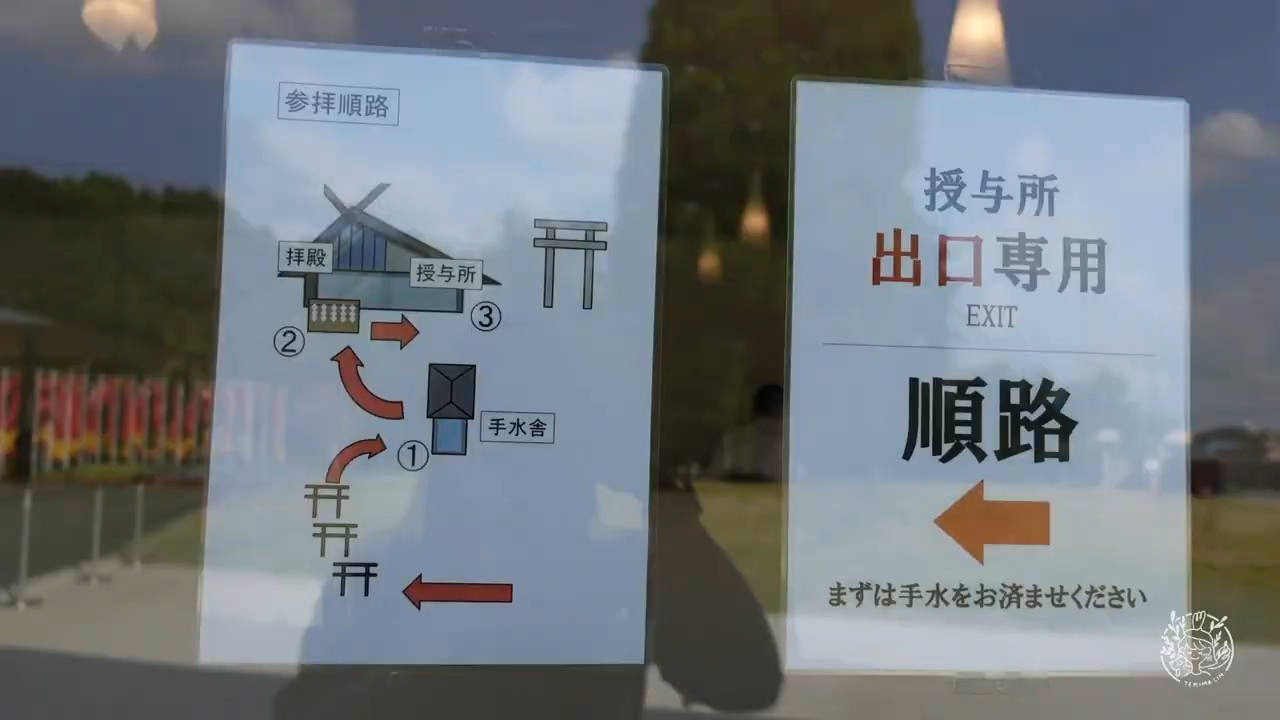 参拝順路
拝殿
授与所
③
②
手水舎
①
授与所
出口専用
EXIT
順路
まずは手水をお済ませください
YEMIMA LIN